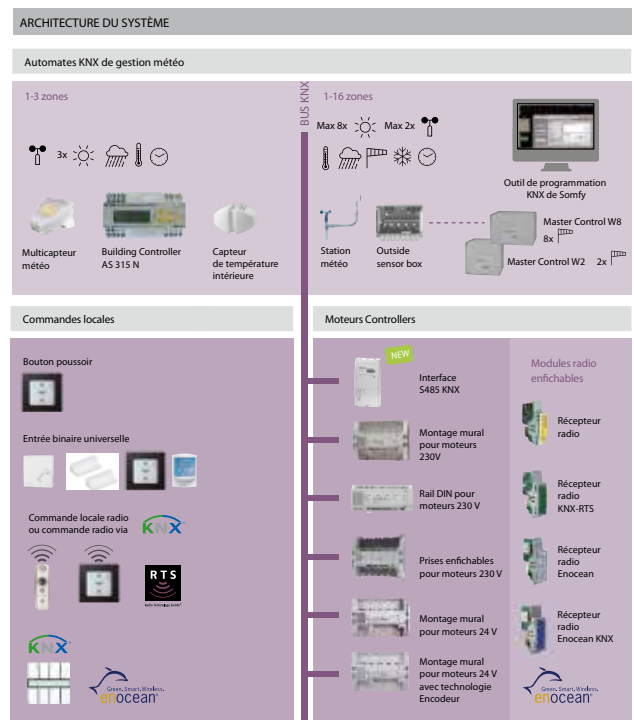 ARCHITECTURE DU SYSTÈME
Automates KNX de gestion météo
1-3 zones
3x
Multicapteur
météo
Building Controller
AS 315 N
Capteur
de température
intérieure
BUS KNX
1-16 zones
Max 8x
Max 2x
Outil de programmation
KNX de Somfy
Station
météo
Outside
sensor box
Master Control W8
8x
Master Control W2 2x
Commandes locales
Bouton poussoir
Entrée binaire universelle
Commande locale radio
ou commande radio via
KNX
RTS
Radio Technology Somfy®
KNX
Green. Smart. Wireless.
enocean®
Moteurs Controllers
NEW
Interface
S485 KNX
Montage mural
pour moteurs
230V
Rail DIN pour
moteurs 230 V
Prises enfichables
pour moteurs 230 V
Montage mural
pour moteurs 24 V
Montage mural
pour moteurs 24 V
avec technologie
Encodeur
Modules radio
enfichables
Récepteur
radio
Récepteur
radio
KNX-RTS
Récepteur
radio
Enocean
Récepteur
radio
Enocean KNX
Green. Smart. Wireless.
enocean®